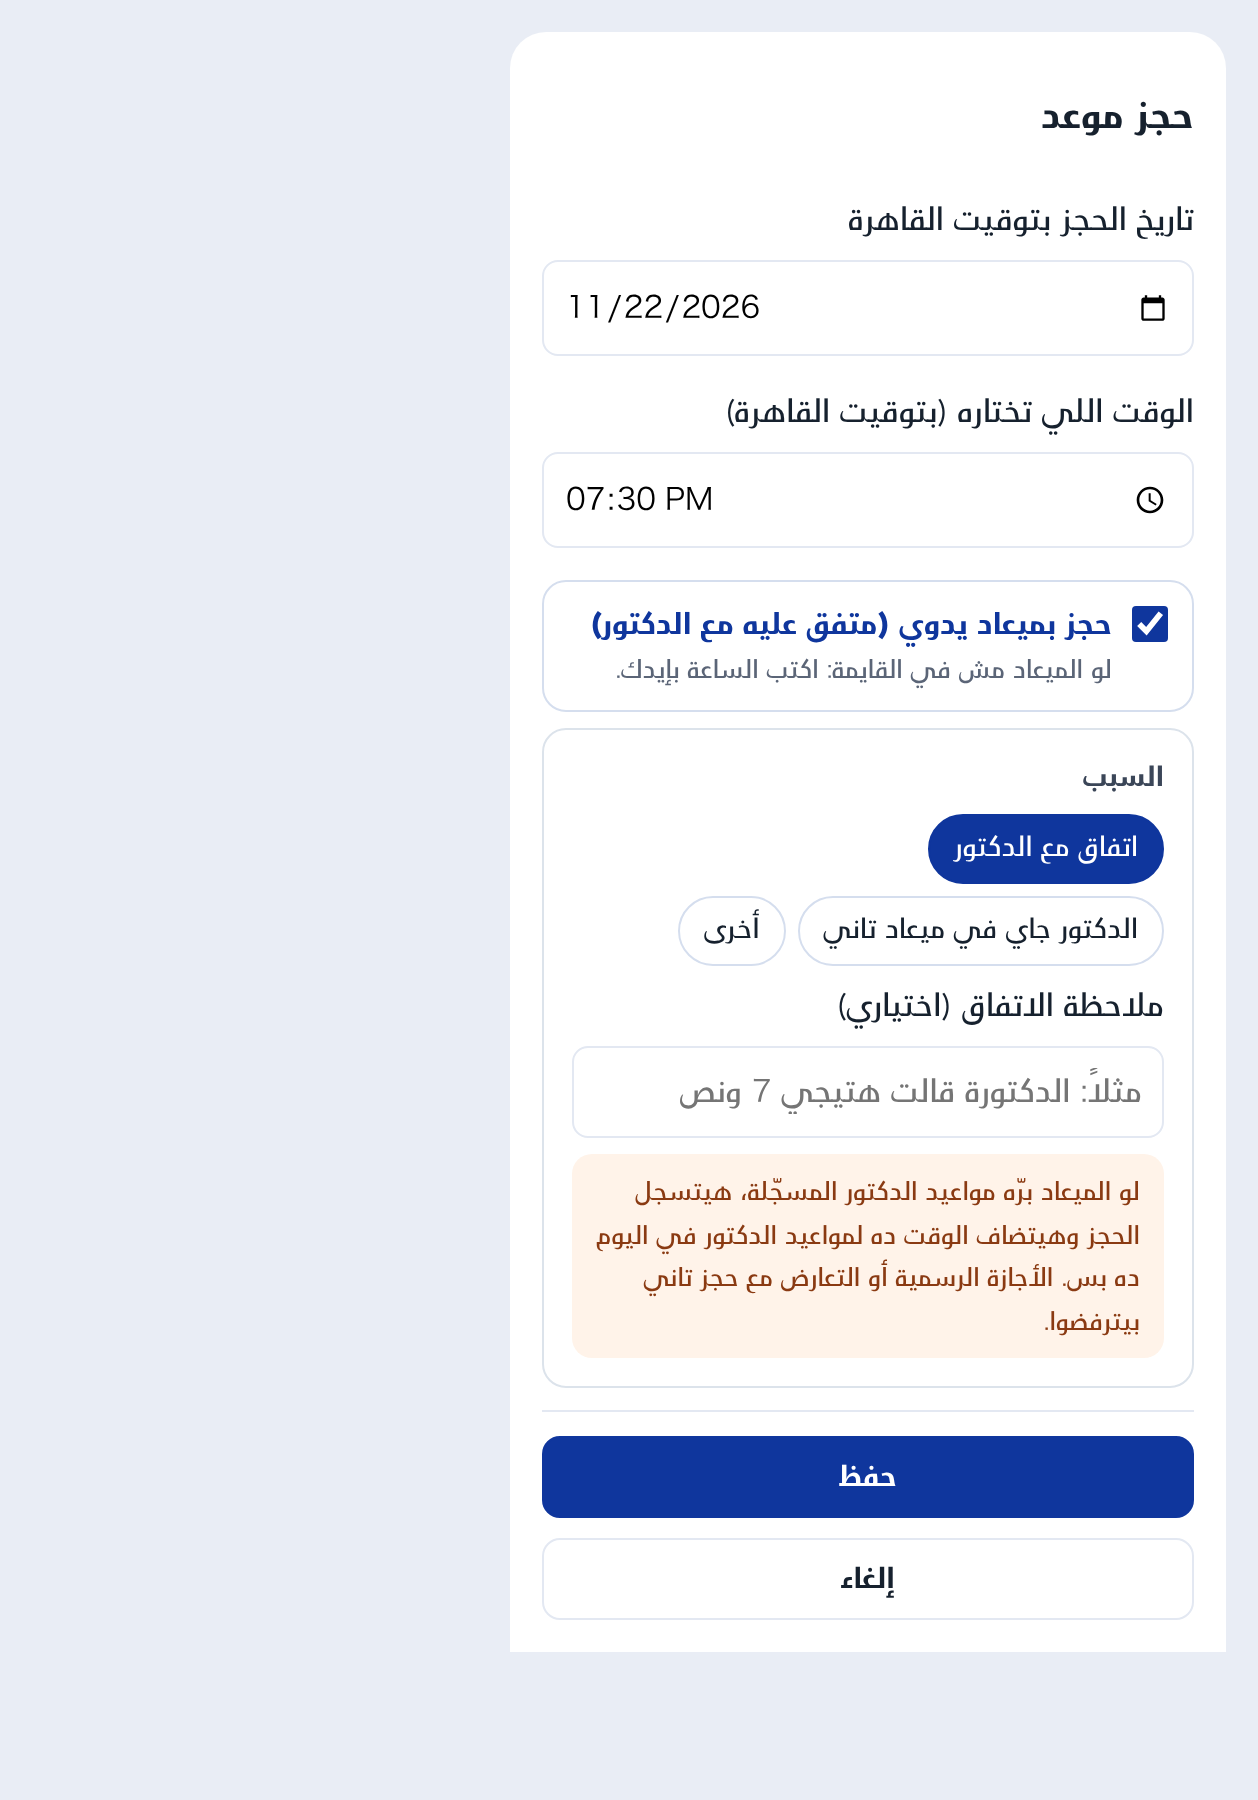 حجز موعد
تاريخ الحجز بتوقيت القاهرة
11/22/2026
الوقت اللي تختاره (بتوقيت القاهرة)
07:30 PM
حجز بميعاد يدوي (متفق عليه مع الدكتور)
لو الميعاد مش في القايمة: اكتب الساعة بإيدك.
السبب
اتفاق مع الدكتور
الدكتور جاي في ميعاد تاني
أخرى
ملاحظة الاتفاق (اختياري)
مثلاً: الدكتورة قالت هتيجي 7 ونص
لو الميعاد برّه مواعيد الدكتور المسجّلة، هيتسجل
الحجز وهيتضاف الوقت ده لمواعيد الدكتور في اليوم
ده بس. الأجازة الرسمية أو التعارض مع حجز تاني
بيترفضوا.
حفظ
إلغاء